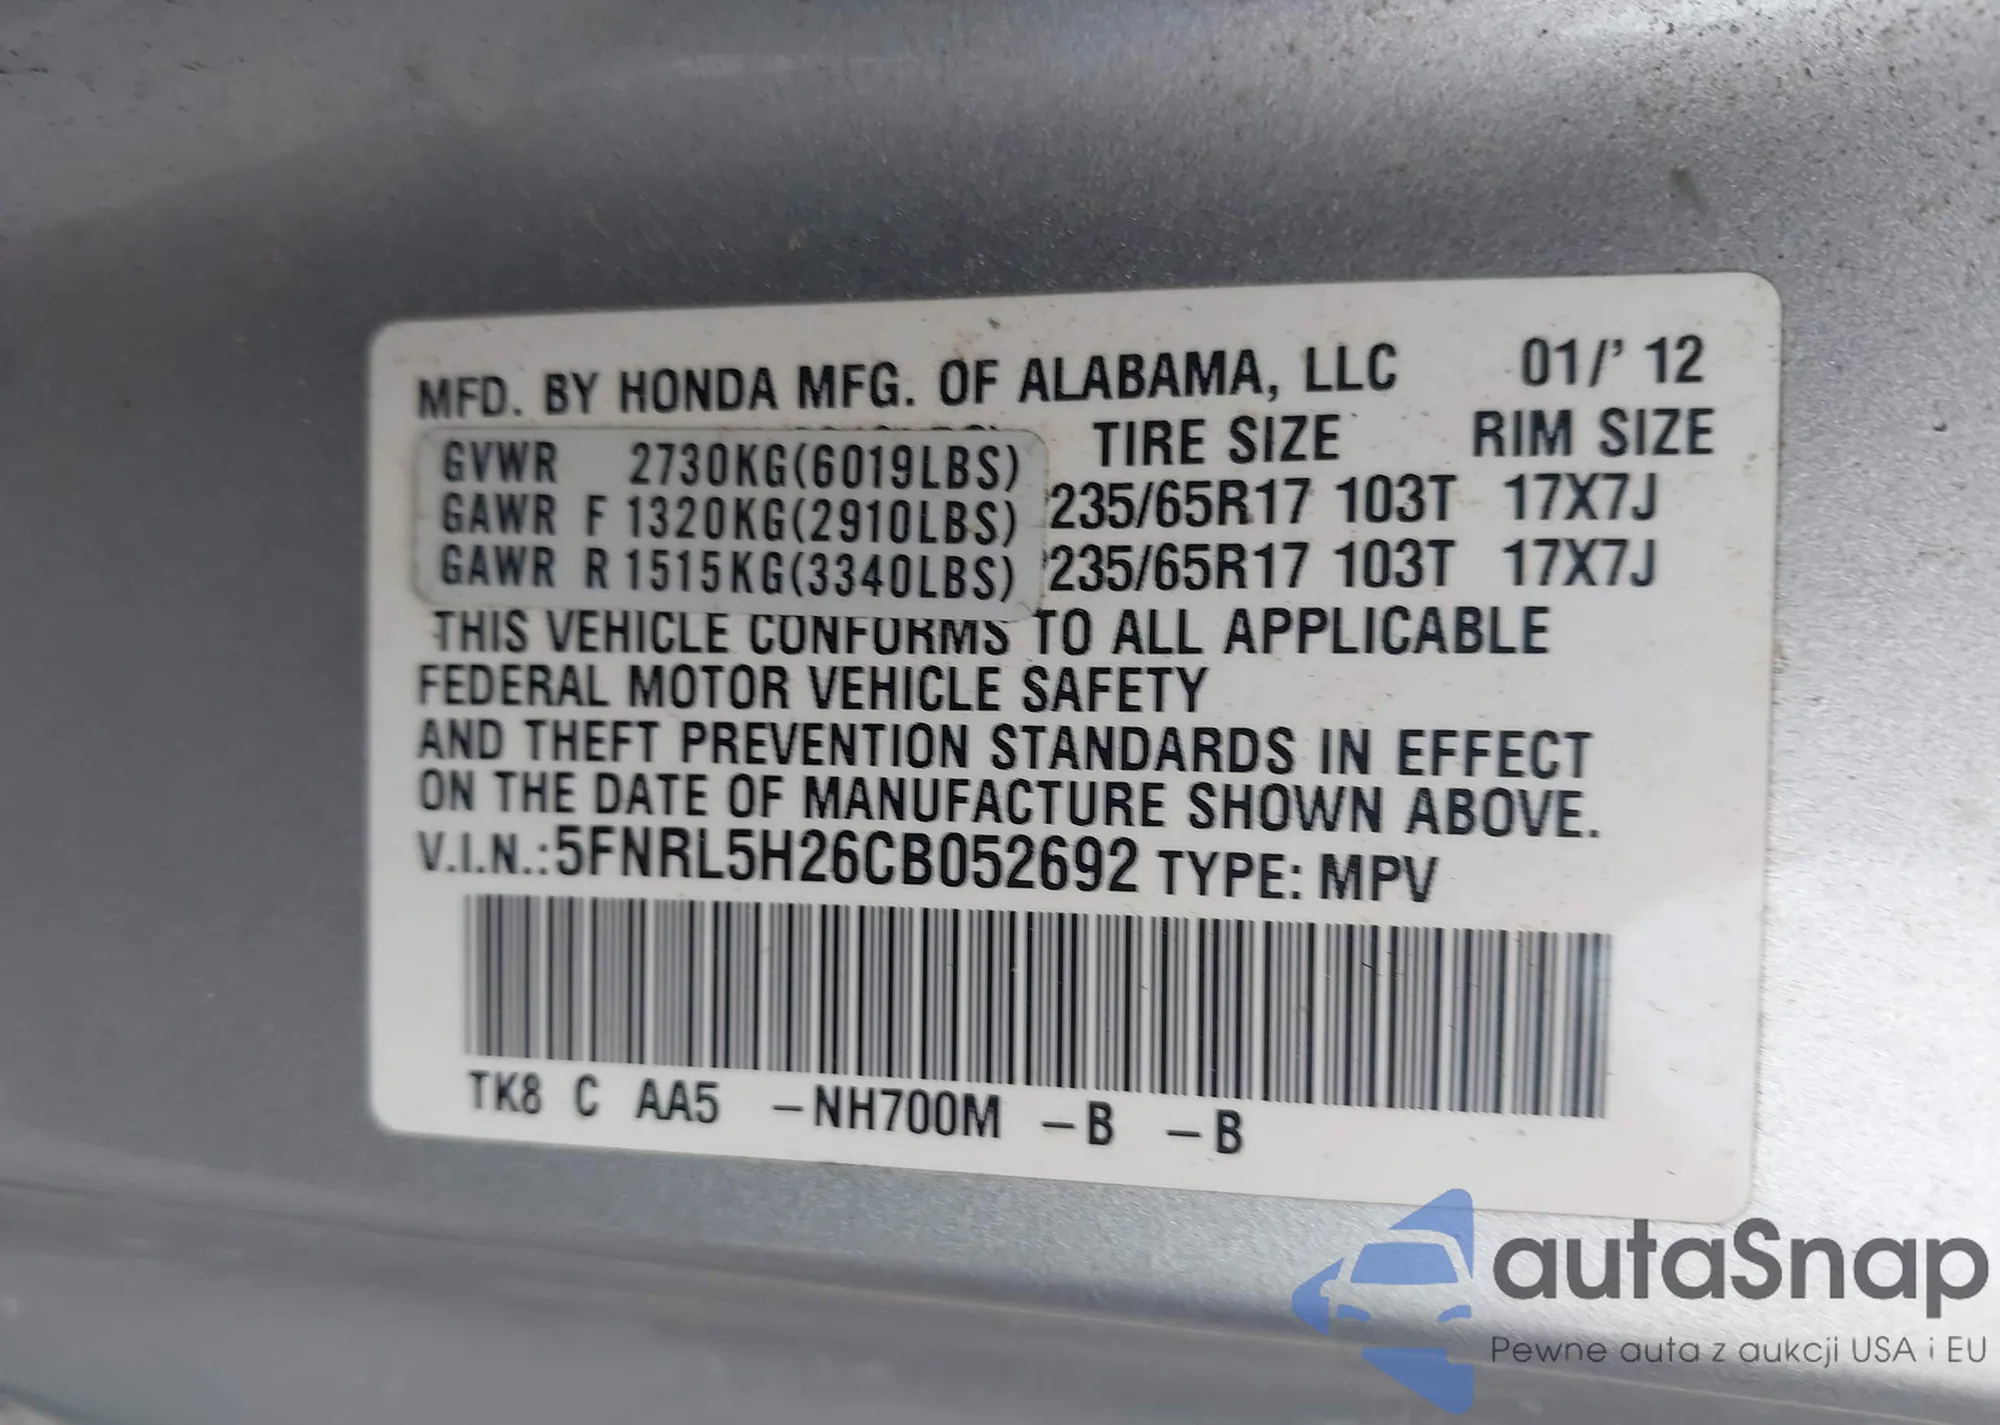 MFD. BY HONDA MFG. OF ALABAMA, LLC 01/' 12
TIRE SIZE RIM SIZE
GVWR 2730KG(6019LBS)
GAWR F 1320KG(2910LBS) 235/65R17 103T 17X7J
GAWR R 1515KG(3340LBS) 235/65R17 103T 17X7J
THIS VEHICLE CONFORMS TO ALL APPLICABLE
FEDERAL MOTOR VEHICLE SAFETY
AND THEFT PREVENTION STANDARDS IN EFFECT
ON THE DATE OF MANUFACTURE SHOWN ABOVE.
V.I.N.:5FNRL5H26CB052692 TYPE: MPV
TK8 C AA5 –NH700M –B –B
autaSnap
Pewne auta z aukcji USA i EU